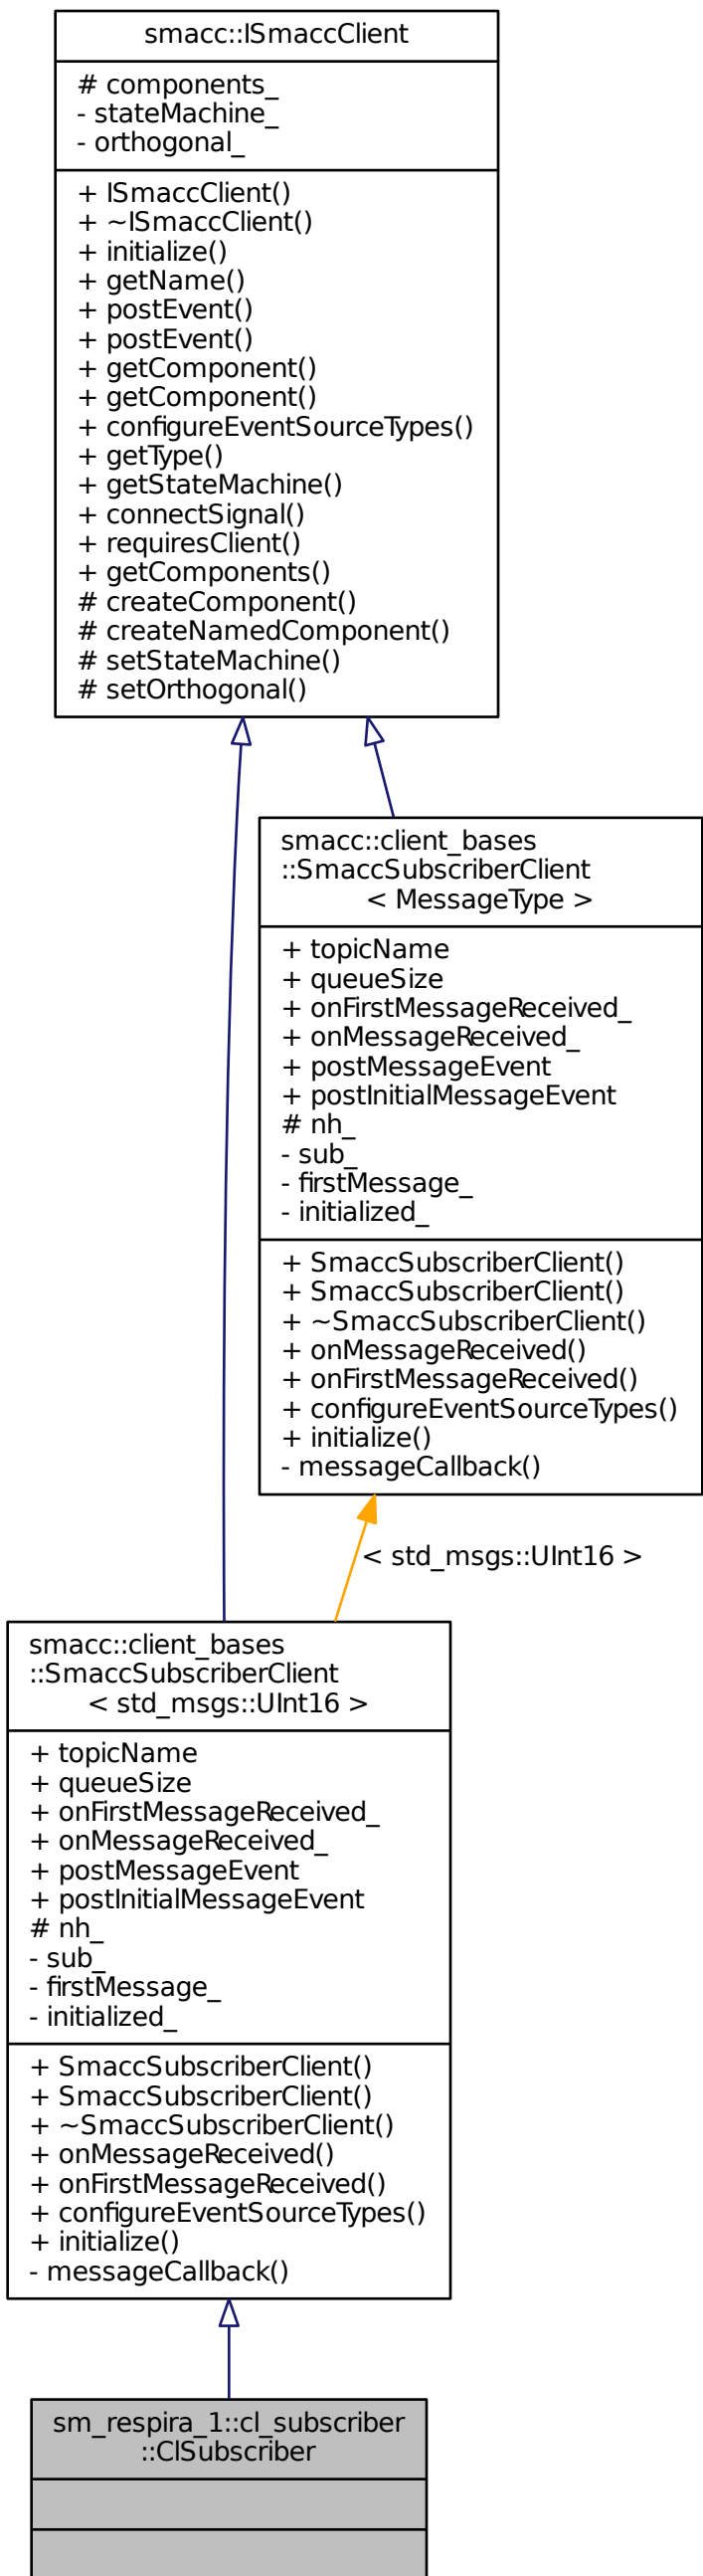 smacc::ISmaccClient
# components_
- stateMachine_
- orthogonal_
+ ISmaccClient()
+ ~ISmaccClient()
+ initialize()
+ getName()
+ postEvent()
+ postEvent()
+ getComponent()
+ getComponent()
+ configureEventSourceTypes()
+ getType()
+ getStateMachine()
+ connectSignal()
+ requiresClient()
+ getComponents()
# createComponent()
# createNamedComponent()
# setStateMachine()
# setOrthogonal()
smacc::client_bases
::SmaccSubscriberClient
< MessageType >
+ topicName
+ queueSize
+ onFirstMessageReceived_
+ onMessageReceived_
+ postMessageEvent
+ postInitialMessageEvent
# nh_
- sub_
- firstMessage_
- initialized_
+ SmaccSubscriberClient()
+ SmaccSubscriberClient()
+ ~SmaccSubscriberClient()
+ onMessageReceived()
+ onFirstMessageReceived()
+ configureEventSourceTypes()
+ initialize()
- messageCallback()
< std_msgs::UInt16 >
smacc::client_bases
::SmaccSubscriberClient
< std_msgs::UInt16 >
+ topicName
+ queueSize
+ onFirstMessageReceived_
+ onMessageReceived_
+ postMessageEvent
+ postInitialMessageEvent
# nh_
- sub_
- firstMessage_
- initialized_
+ SmaccSubscriberClient()
+ SmaccSubscriberClient()
+ ~SmaccSubscriberClient()
+ onMessageReceived()
+ onFirstMessageReceived()
+ configureEventSourceTypes()
+ initialize()
- messageCallback()
sm_respira_1::cl_subscriber
::ClSubscriber